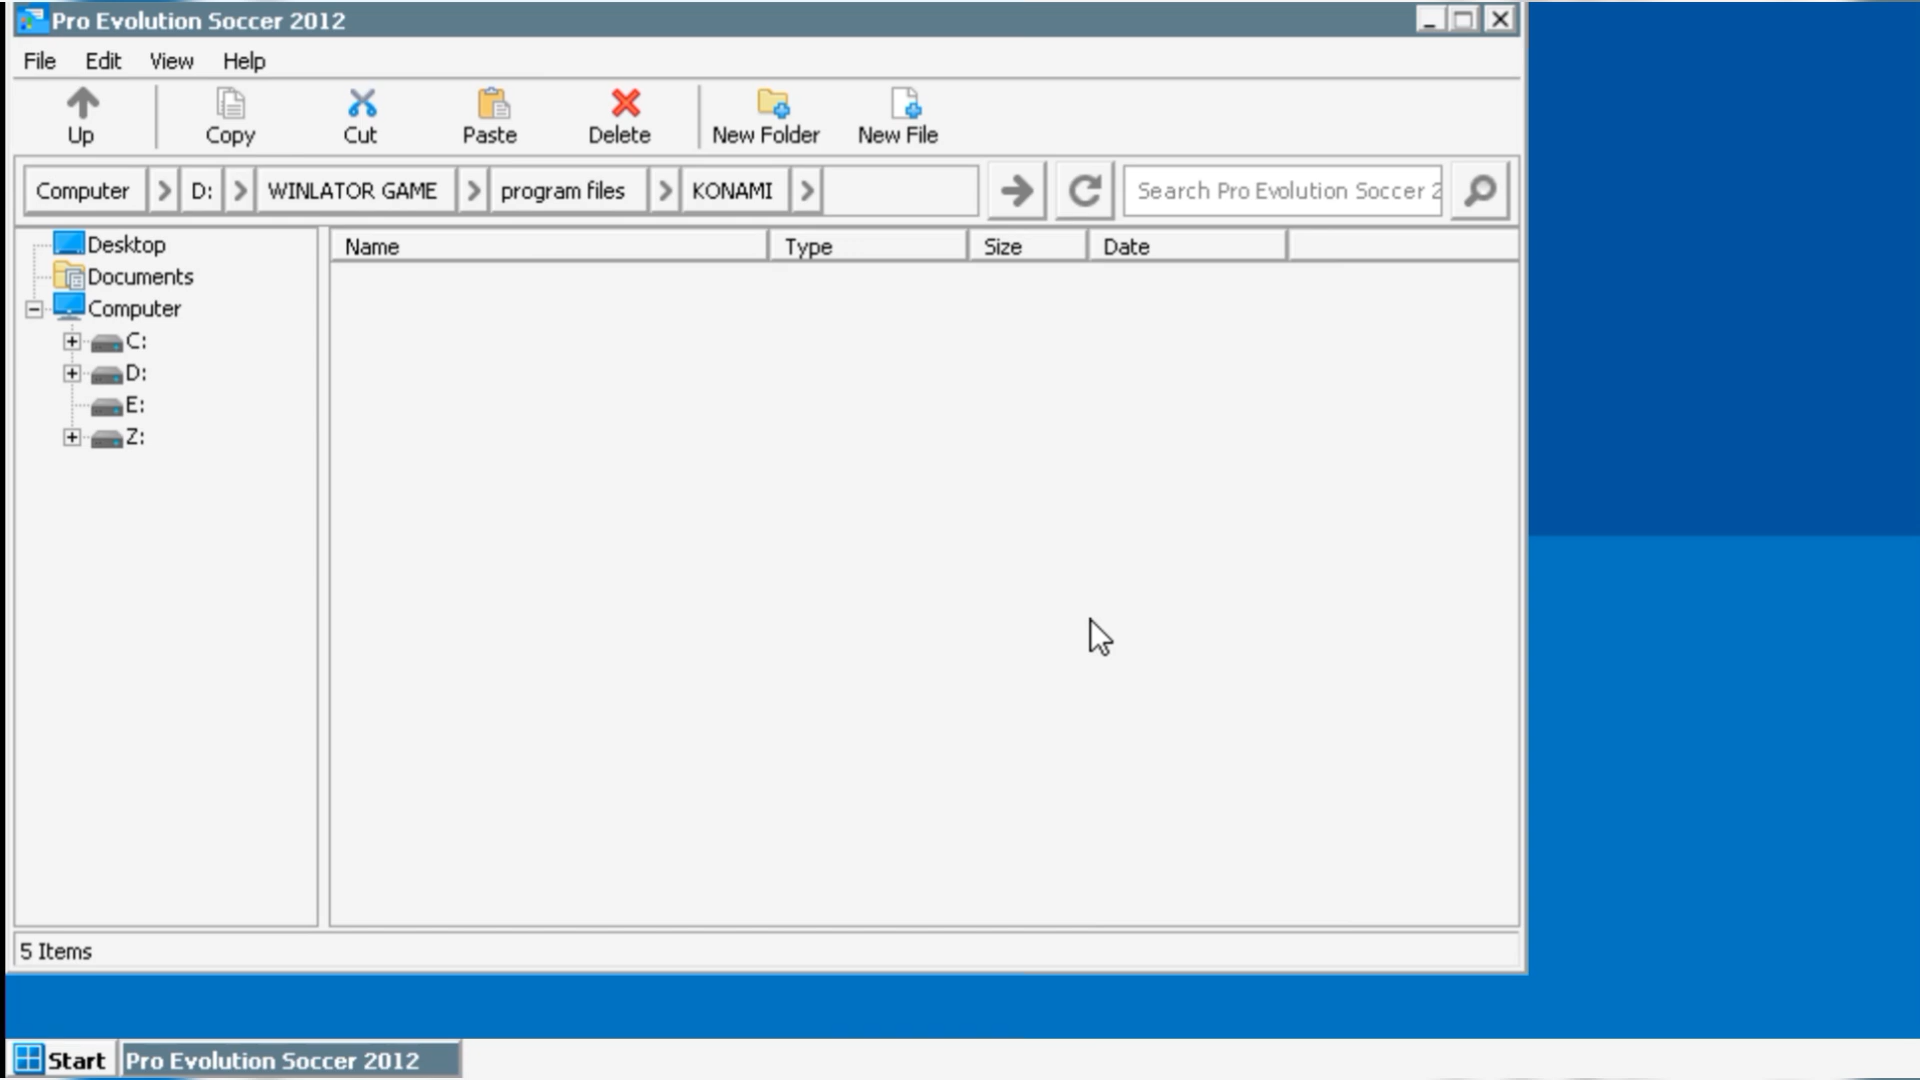 Pro Evolution Soccer 2012
File Edit View Help
Up Copy Cut Paste Delete New Folder New File
Computer D: WINLATOR GAME program files KONAMI Search Pro Evolution Soccer 2
Desktop
Documents
Computer
C:
D:
E:
Z:
Name Type Size Date
5 Items
Start Pro Evolution Soccer 2012